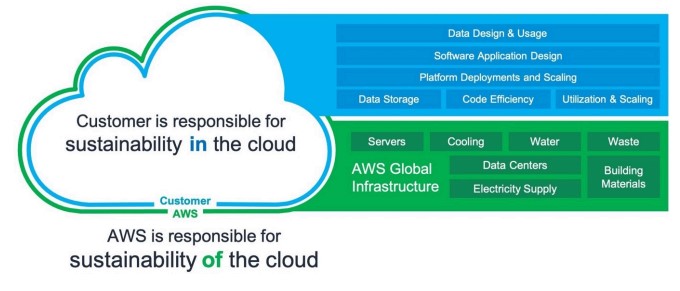 Data Design & Usage
Software Application Design
Platform Deployments and Scaling
Data Storage
Code Efficiency
Utilization & Scaling
Customer is responsible for
sustainability in the cloud
Servers
Cooling
Water
Waste
AWS Global
Infrastructure
Data Centers
Electricity Supply
Building
Materials
Customer
AWS
AWS is responsible for
sustainability of the cloud